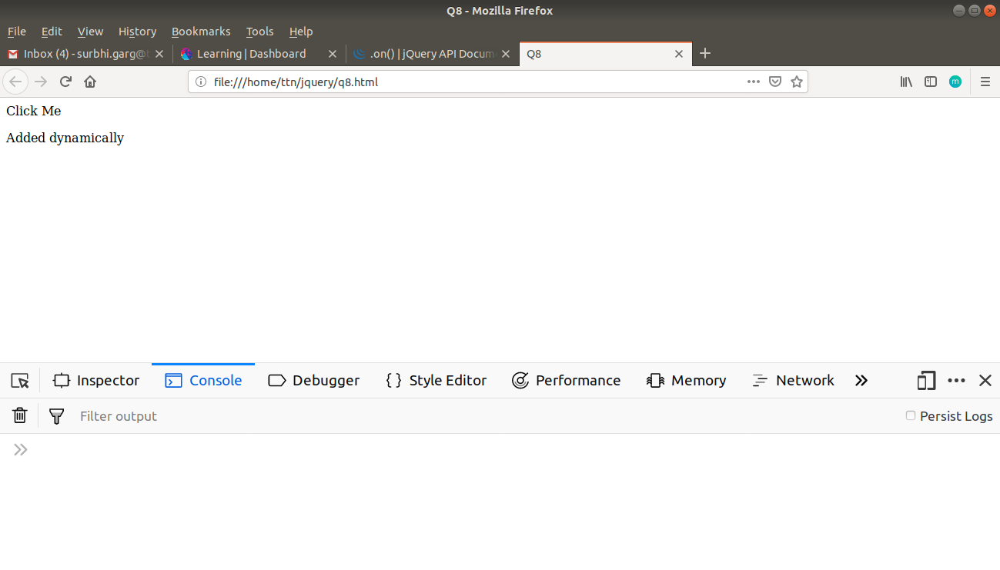 Q8 - Mozilla Firefox
File Edit View History Bookmarks Tools Help
Inbox (4) - surbhi.garg@ Learning | Dashboard .on() | jQuery API Docum Q8
file:///home/ttn/jquery/q8.html
m
Click Me
Added dynamically
Inspector Console Debugger { } Style Editor Performance Memory Network
Filter output Persist Logs